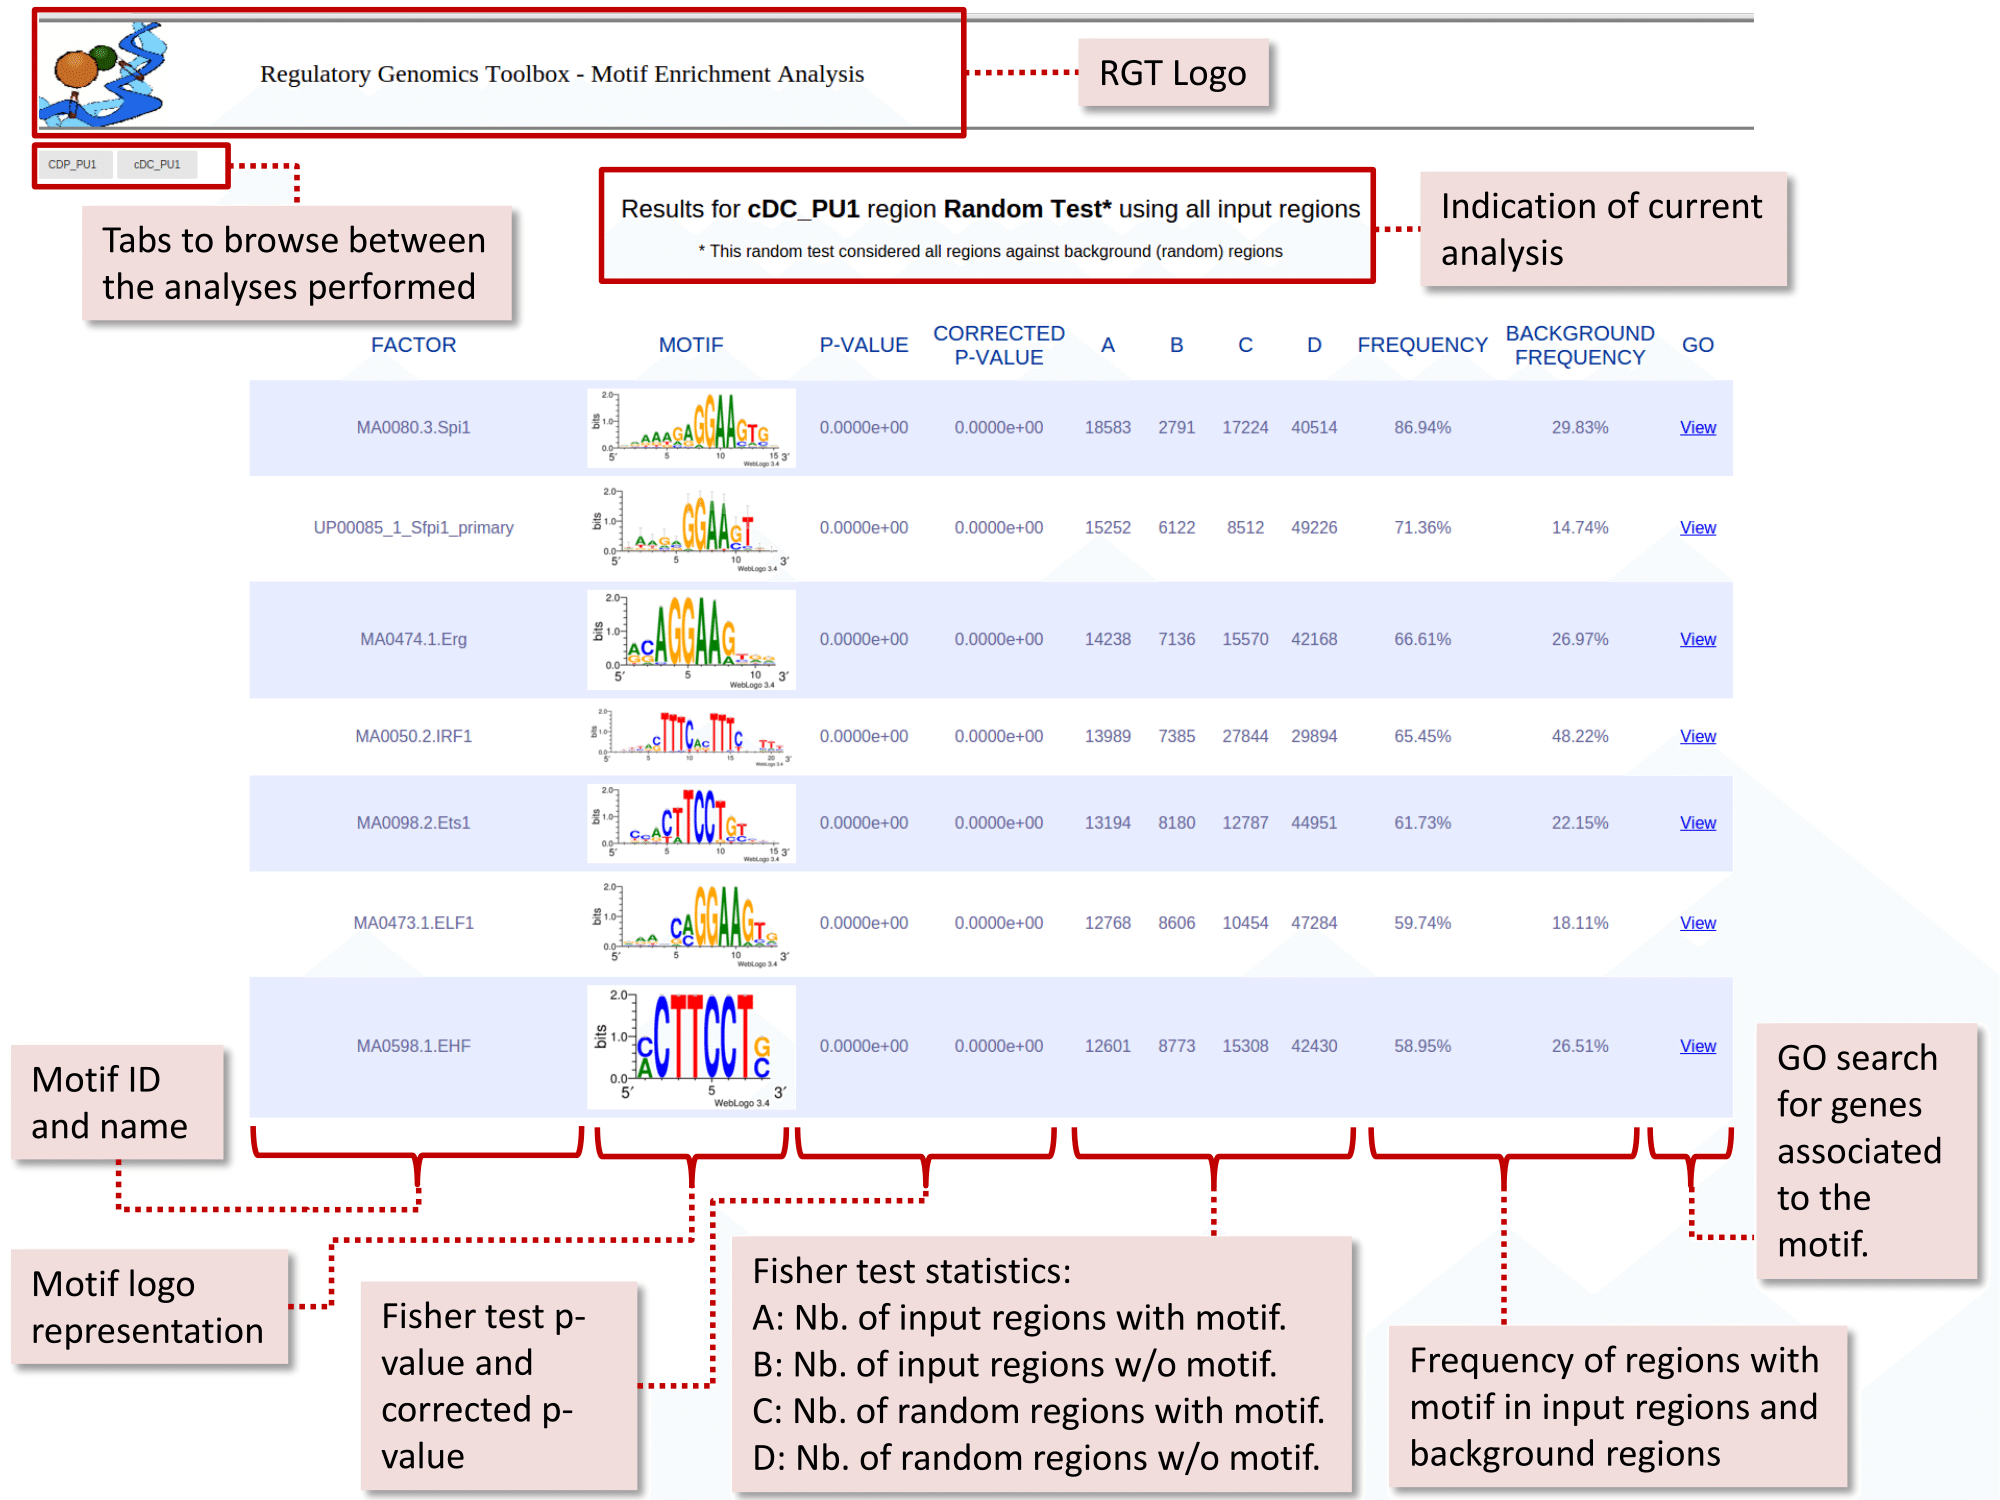 Regulatory Genomics Toolbox - Motif Enrichment Analysis
RGT Logo
CDP_PU1 cDC_PU1
Tabs to browse between
the analyses performed
Results for cDC_PU1 region Random Test* using all input regions
* This random test considered all regions against background (random) regions
Indication of current
analysis
FACTOR MOTIF P-VALUE CORRECTED P-VALUE A B C D FREQUENCY BACKGROUND FREQUENCY GO
MA0080.3.Spi1 0.0000e+00 0.0000e+00 18583 2791 17224 40514 86.94% 29.83% View
UP00085_1_Sfpi1_primary 0.0000e+00 0.0000e+00 15252 6122 8512 49226 71.36% 14.74% View
MA0474.1.Erg 0.0000e+00 0.0000e+00 14238 7136 15570 42168 66.61% 26.97% View
MA0050.2.IRF1 0.0000e+00 0.0000e+00 13989 7385 27844 29894 65.45% 48.22% View
MA0098.2.Ets1 0.0000e+00 0.0000e+00 13194 8180 12787 44951 61.73% 22.15% View
MA0473.1.ELF1 0.0000e+00 0.0000e+00 12768 8606 10454 47284 59.74% 18.11% View
MA0598.1.EHF 0.0000e+00 0.0000e+00 12601 8773 15308 42430 58.95% 26.51% View
Motif ID
and name
Motif logo
representation
Fisher test p-
value and
corrected p-
value
Fisher test statistics:
A: Nb. of input regions with motif.
B: Nb. of input regions w/o motif.
C: Nb. of random regions with motif.
D: Nb. of random regions w/o motif.
Frequency of regions with
motif in input regions and
background regions
GO search
for genes
associated
to the
motif.